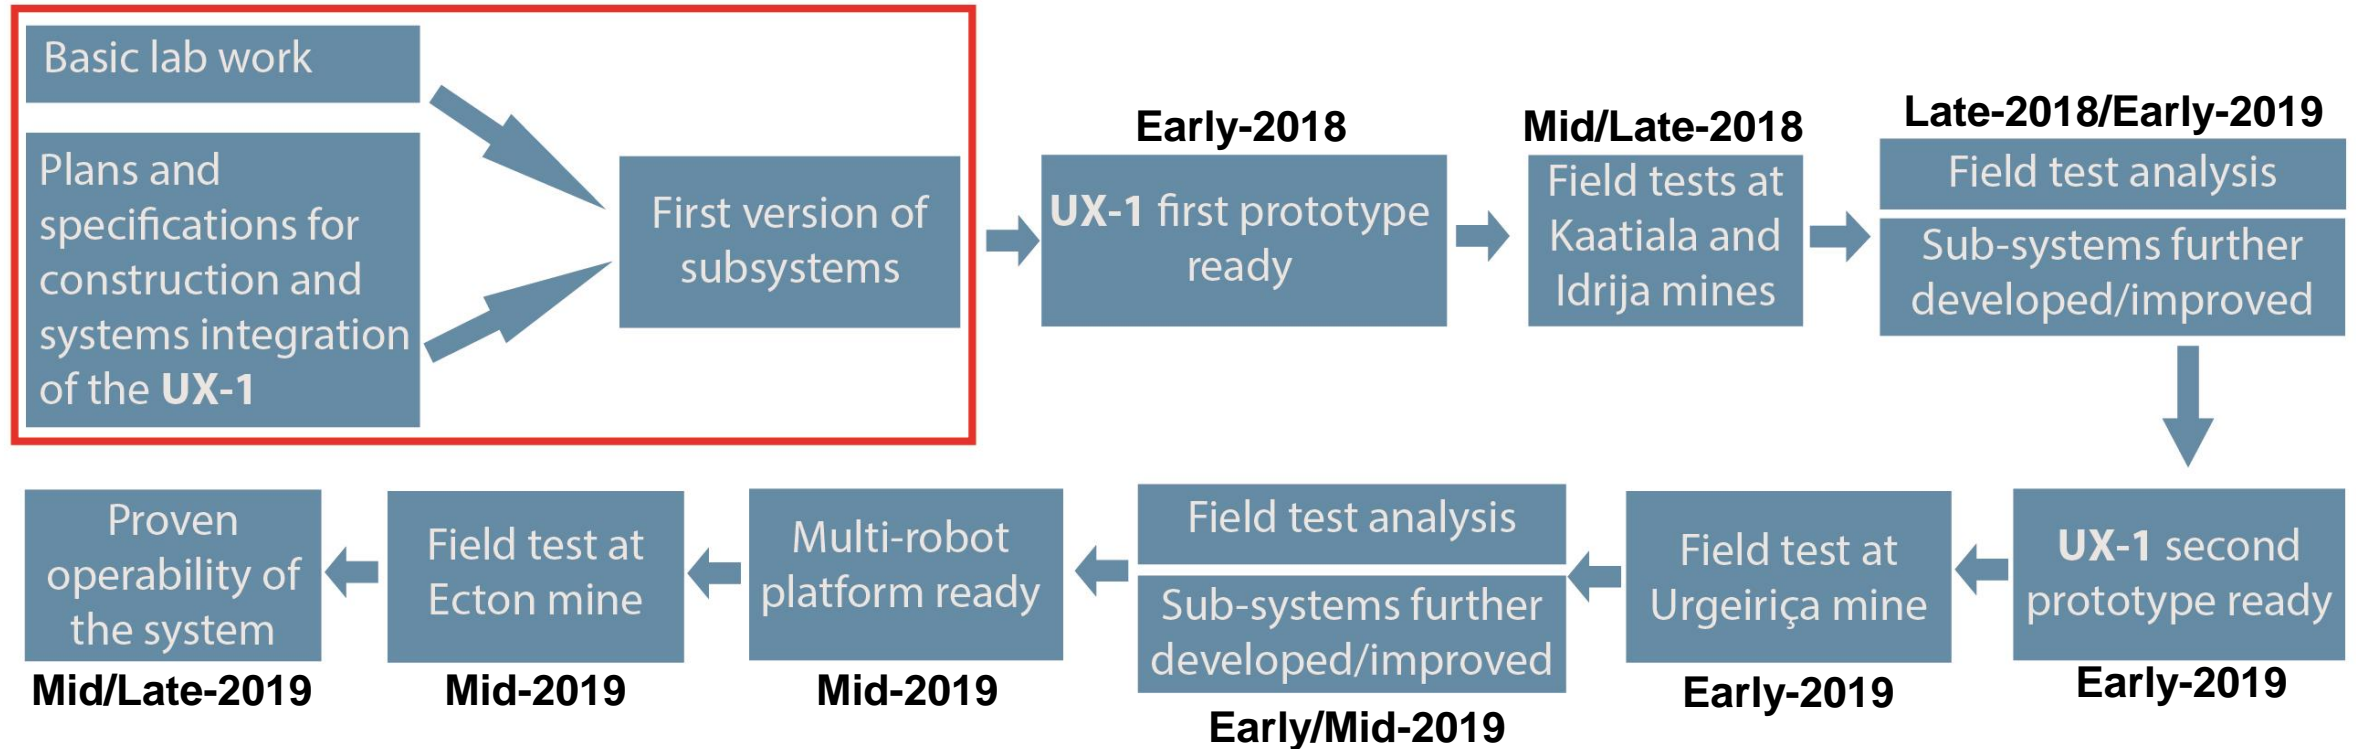 Basic lab work
Plans and
specifications for
construction and
systems integration
of the UX-1
First version of
subsystems
Early-2018
UX-1 first prototype
ready
Mid/Late-2018
Field tests at
Kaatiala and
Idrija mines
Late-2018/Early-2019
Field test analysis
Sub-systems further
developed/improved
UX-1 second
prototype ready
Early-2019
Field test at
Urgeiriça mine
Early-2019
Field test analysis
Sub-systems further
developed/improved
Early/Mid-2019
Multi-robot
platform ready
Mid-2019
Field test at
Ecton mine
Mid-2019
Proven
operability of
the system
Mid/Late-2019